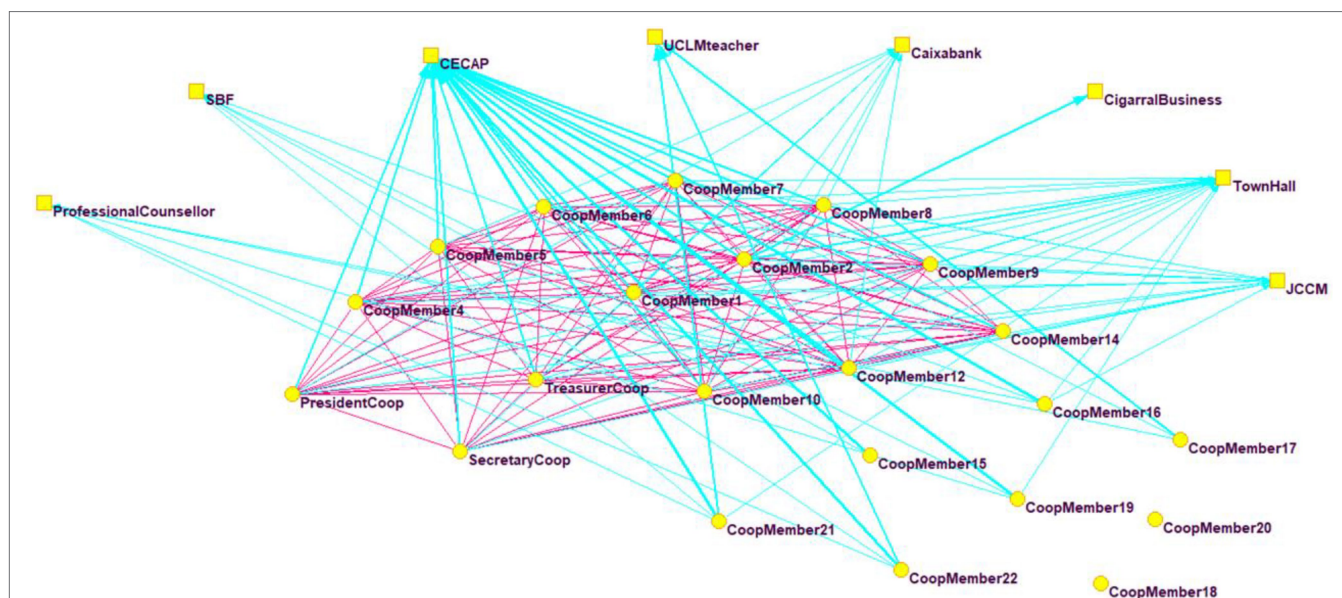 UCLMteacher
Caixabank
CECAP
SBF
CigarralBusiness
TownHall
ProfessionalCounsellor
CoopMember7
CoopMember6
CoopMember8
CoopMember5
CoopMember2
CoopMember9
JCCM
CoopMember4
CoopMember1
CoopMember14
CoopMember12
TreasurerCoop
PresidentCoop
CoopMember10
CoopMember16
CoopMember17
SecretaryCoop
CoopMember15
CoopMember19
CoopMember21
CoopMember20
CoopMember22
CoopMember18